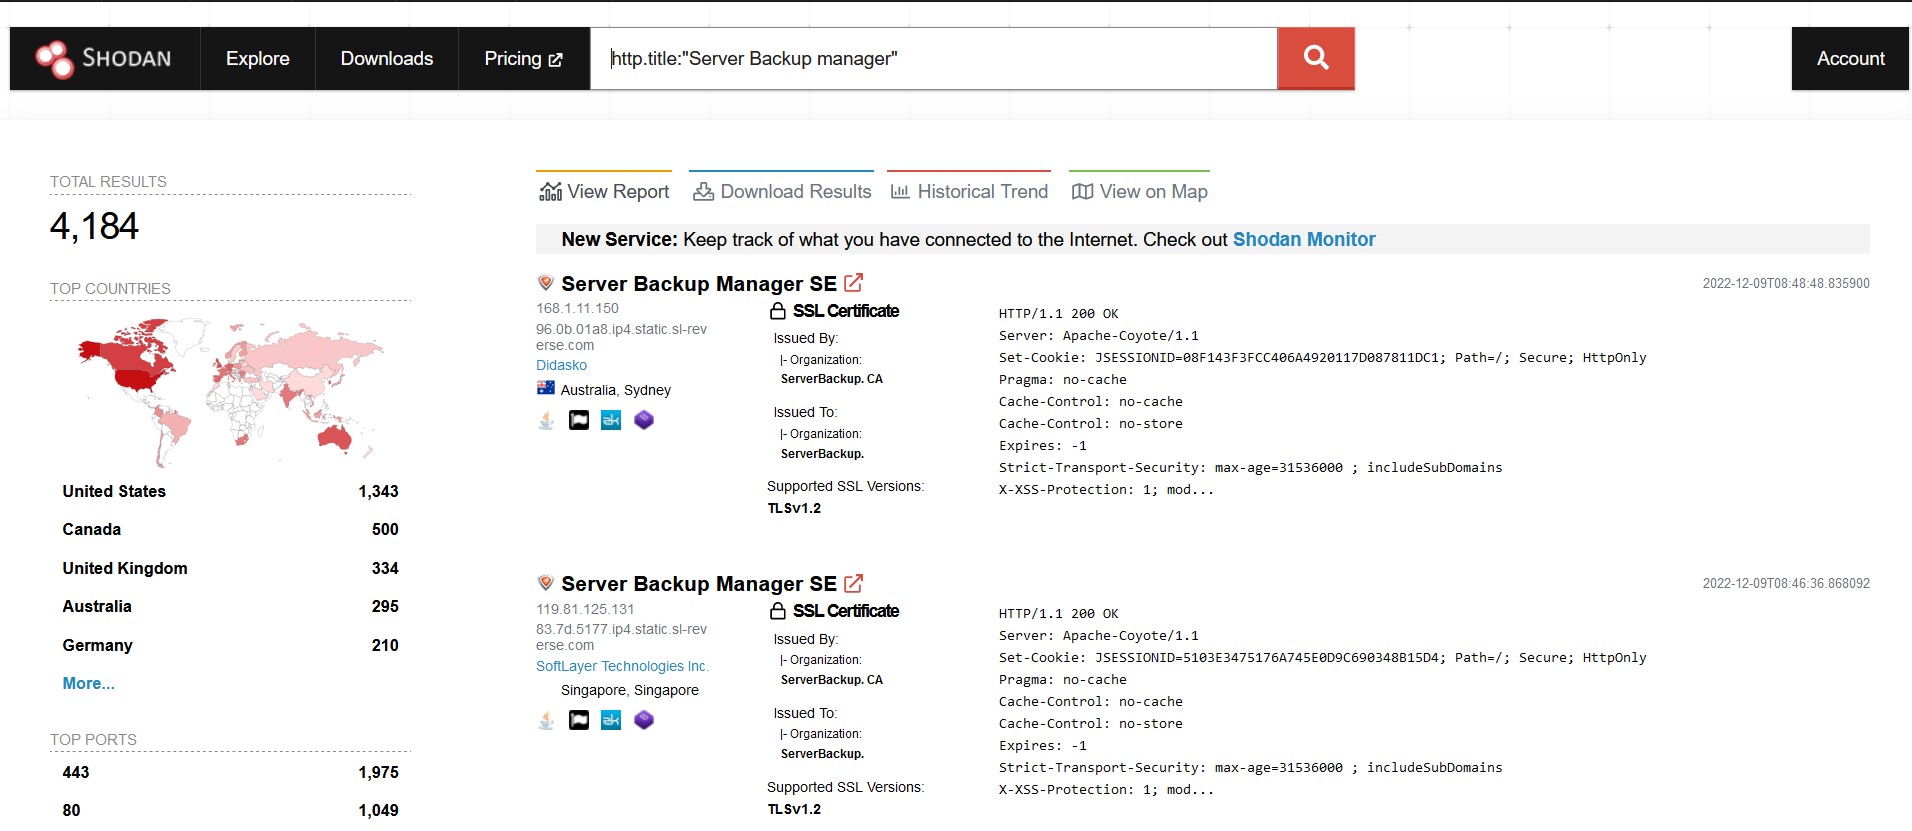 SHODAN
Explore
Downloads
Pricing
http.title:"Server Backup manager"
Account
TOTAL RESULTS
4,184
TOP COUNTRIES
United States 1,343
Canada 500
United Kingdom 334
Australia 295
Germany 210
More...
TOP PORTS
443 1,975
80 1,049
View Report
Download Results
Historical Trend
View on Map
New Service: Keep track of what you have connected to the Internet. Check out Shodan Monitor
Server Backup Manager SE
2022-12-09T08:48:48.835900
168.1.11.150
96.0b.01a8.ip4.static.sl-rev
erse.com
Didasko
Australia, Sydney
SSL Certificate
Issued By:
|- Organization:
ServerBackup. CA
Issued To:
|- Organization:
ServerBackup.
Supported SSL Versions:
TLSv1.2
HTTP/1.1 200 OK
Server: Apache-Coyote/1.1
Set-Cookie: JSESSIONID=08F143F3FCC406A4920117D087811DC1; Path=/; Secure; HttpOnly
Pragma: no-cache
Cache-Control: no-cache
Cache-Control: no-store
Expires: -1
Strict-Transport-Security: max-age=31536000 ; includeSubDomains
X-XSS-Protection: 1; mod...
Server Backup Manager SE
2022-12-09T08:46:36.868092
119.81.125.131
83.7d.5177.ip4.static.sl-rev
erse.com
SoftLayer Technologies Inc.
Singapore, Singapore
ak
SSL Certificate
Issued By:
|- Organization:
ServerBackup. CA
Issued To:
|- Organization:
ServerBackup.
Supported SSL Versions:
TLSv1.2
HTTP/1.1 200 OK
Server: Apache-Coyote/1.1
Set-Cookie: JSESSIONID=5103E3475176A745E0D9C690348B15D4; Path=/; Secure; HttpOnly
Pragma: no-cache
Cache-Control: no-cache
Cache-Control: no-store
Expires: -1
Strict-Transport-Security: max-age=31536000 ; includeSubDomains
X-XSS-Protection: 1; mod...